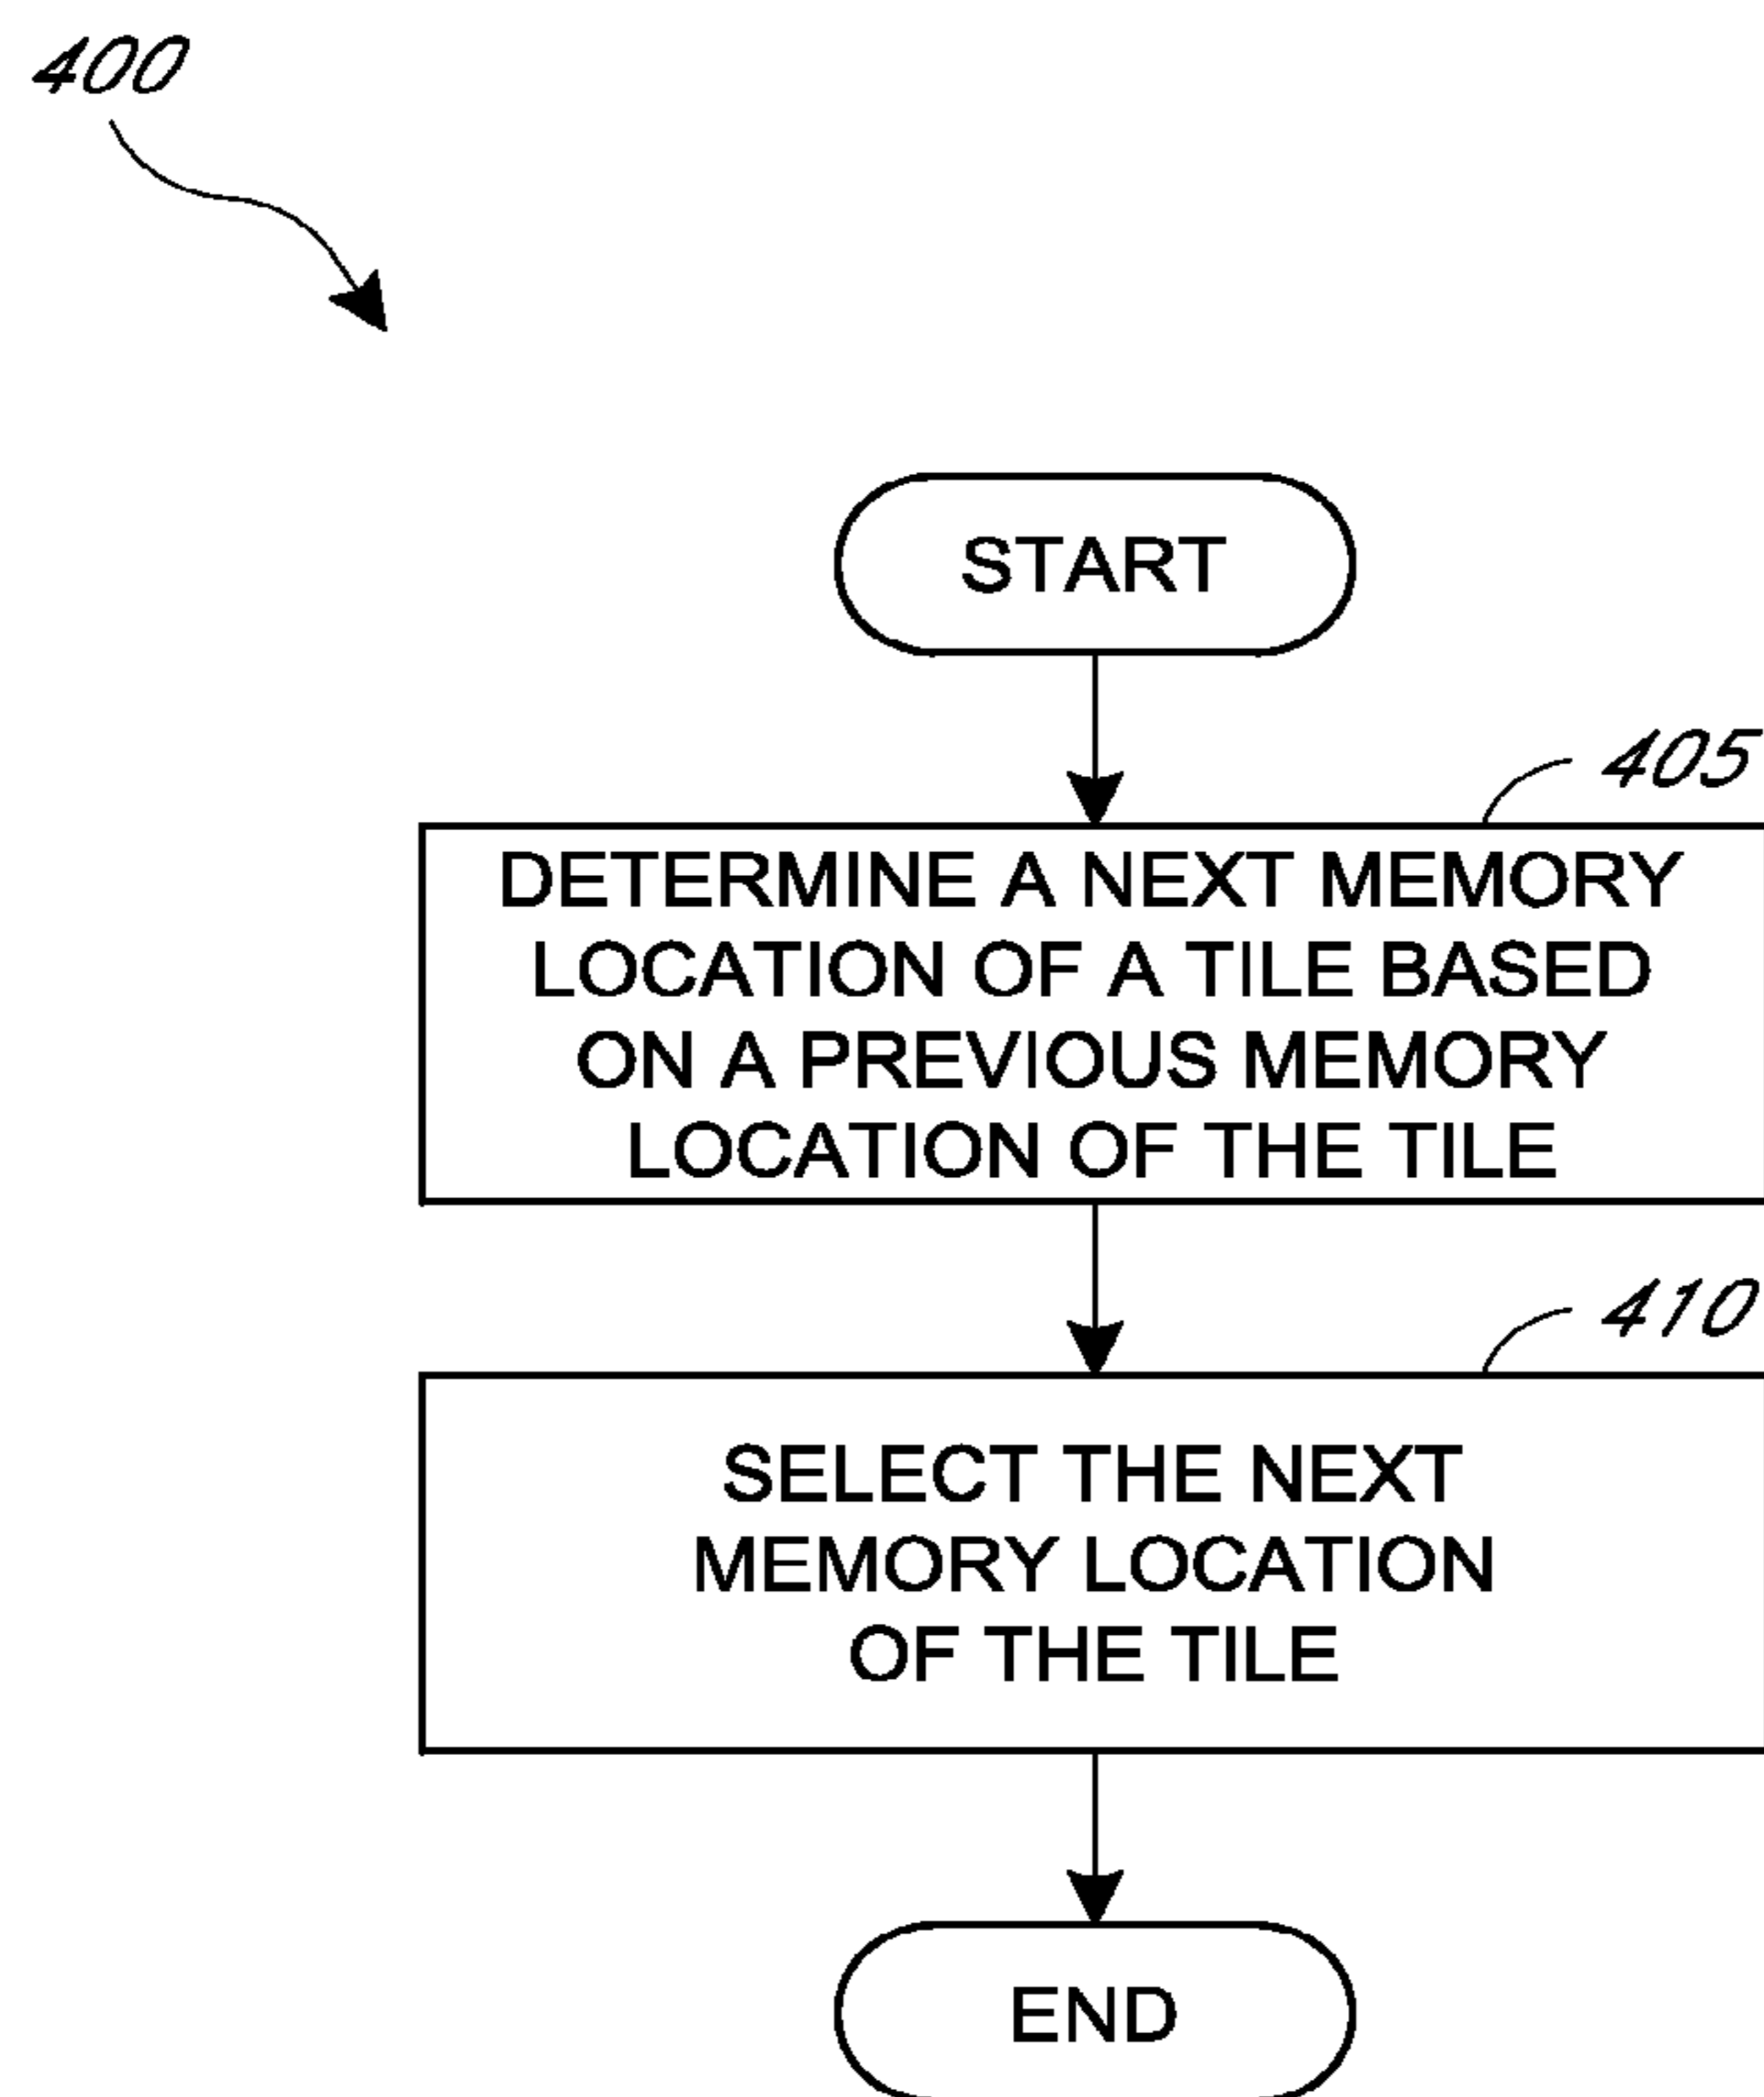 400
START
405
DETERMINE A NEXT MEMORY
LOCATION OF A TILE BASED
ON A PREVIOUS MEMORY
LOCATION OF THE TILE
410
SELECT THE NEXT
MEMORY LOCATION
OF THE TILE
END